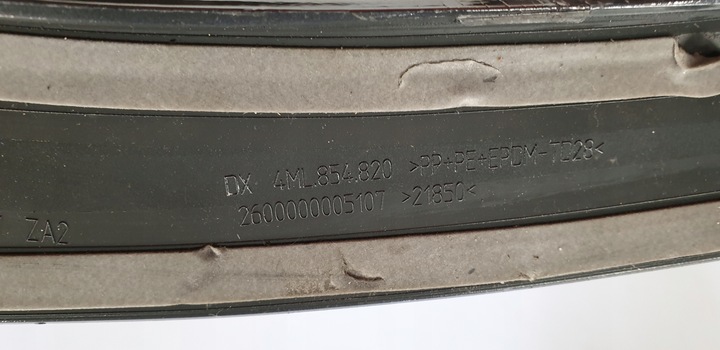 DX 4ML.854.820 >PP+PE+EPDM-TD28<
2600000005107 >21850<
ZA2